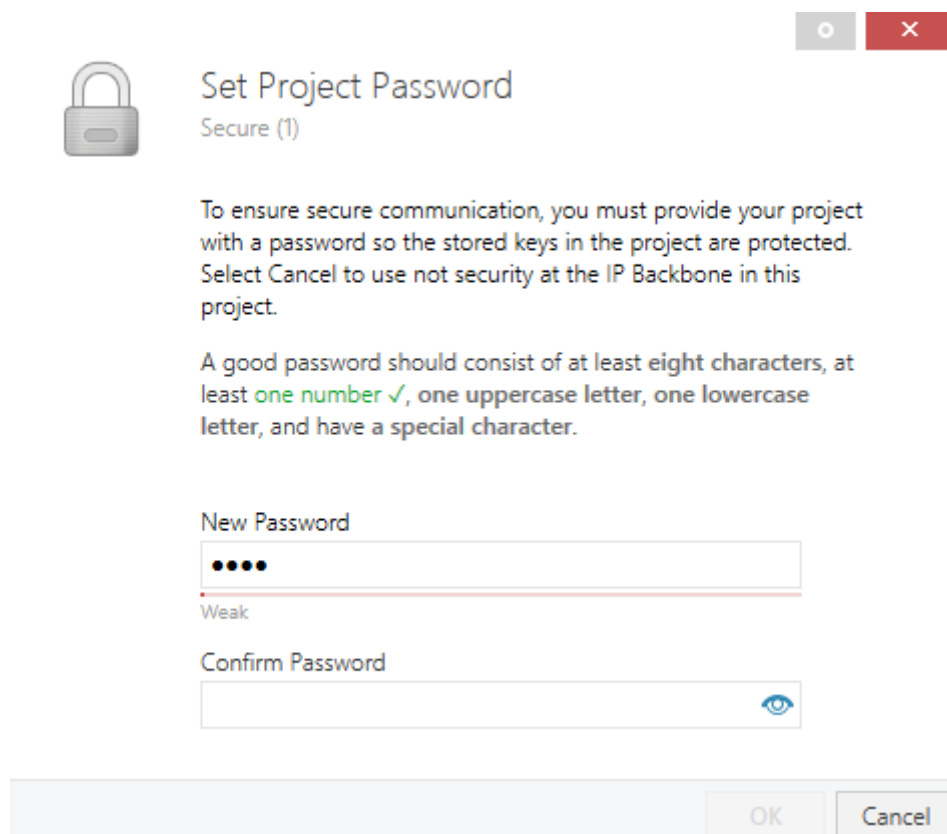 Set Project Password
Secure (1)
To ensure secure communication, you must provide your project
with a password so the stored keys in the project are protected.
Select Cancel to use not security at the IP Backbone in this
project.
A good password should consist of at least eight characters, at
least one number ✓, one uppercase letter, one lowercase
letter, and have a special character.
New Password
••••
Weak
Confirm Password
OK Cancel